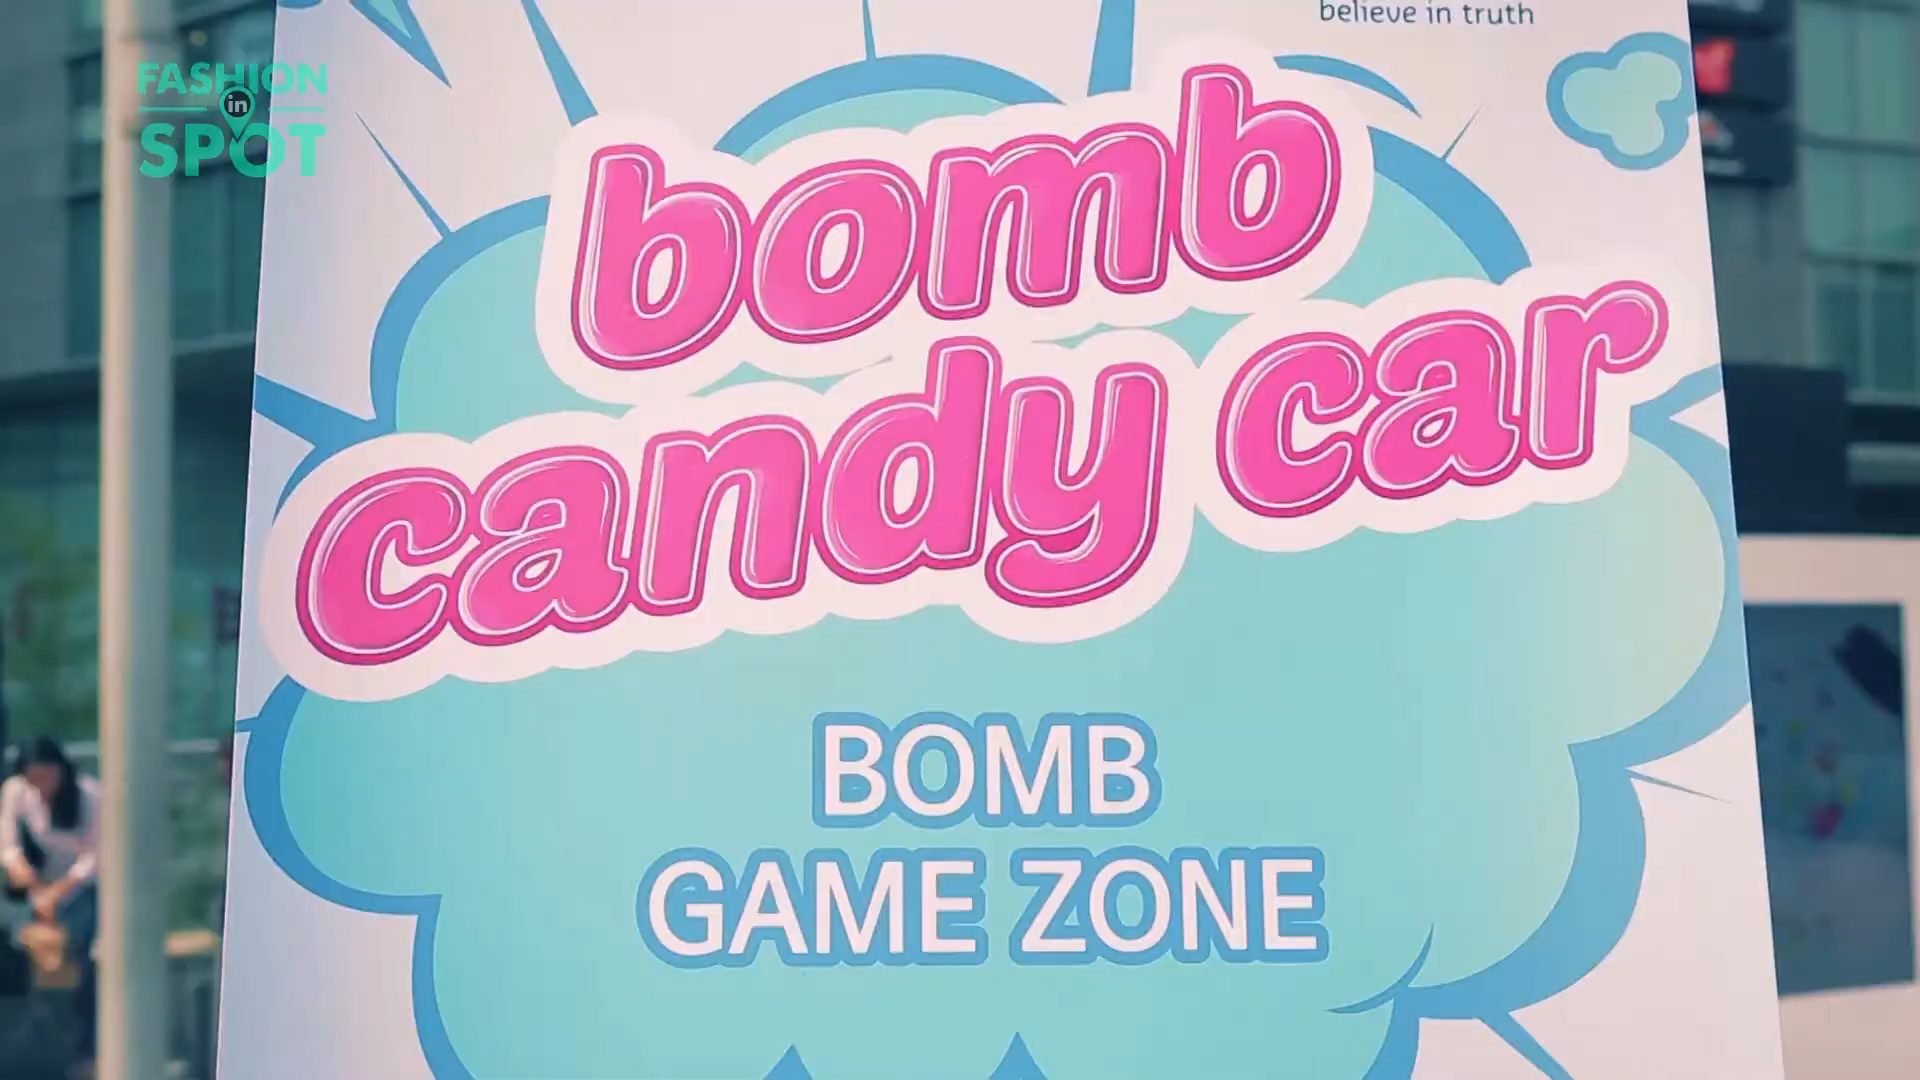 believe in truth
FASHION
in
SPOT
bomb
candy car
BOMB
GAME ZONE